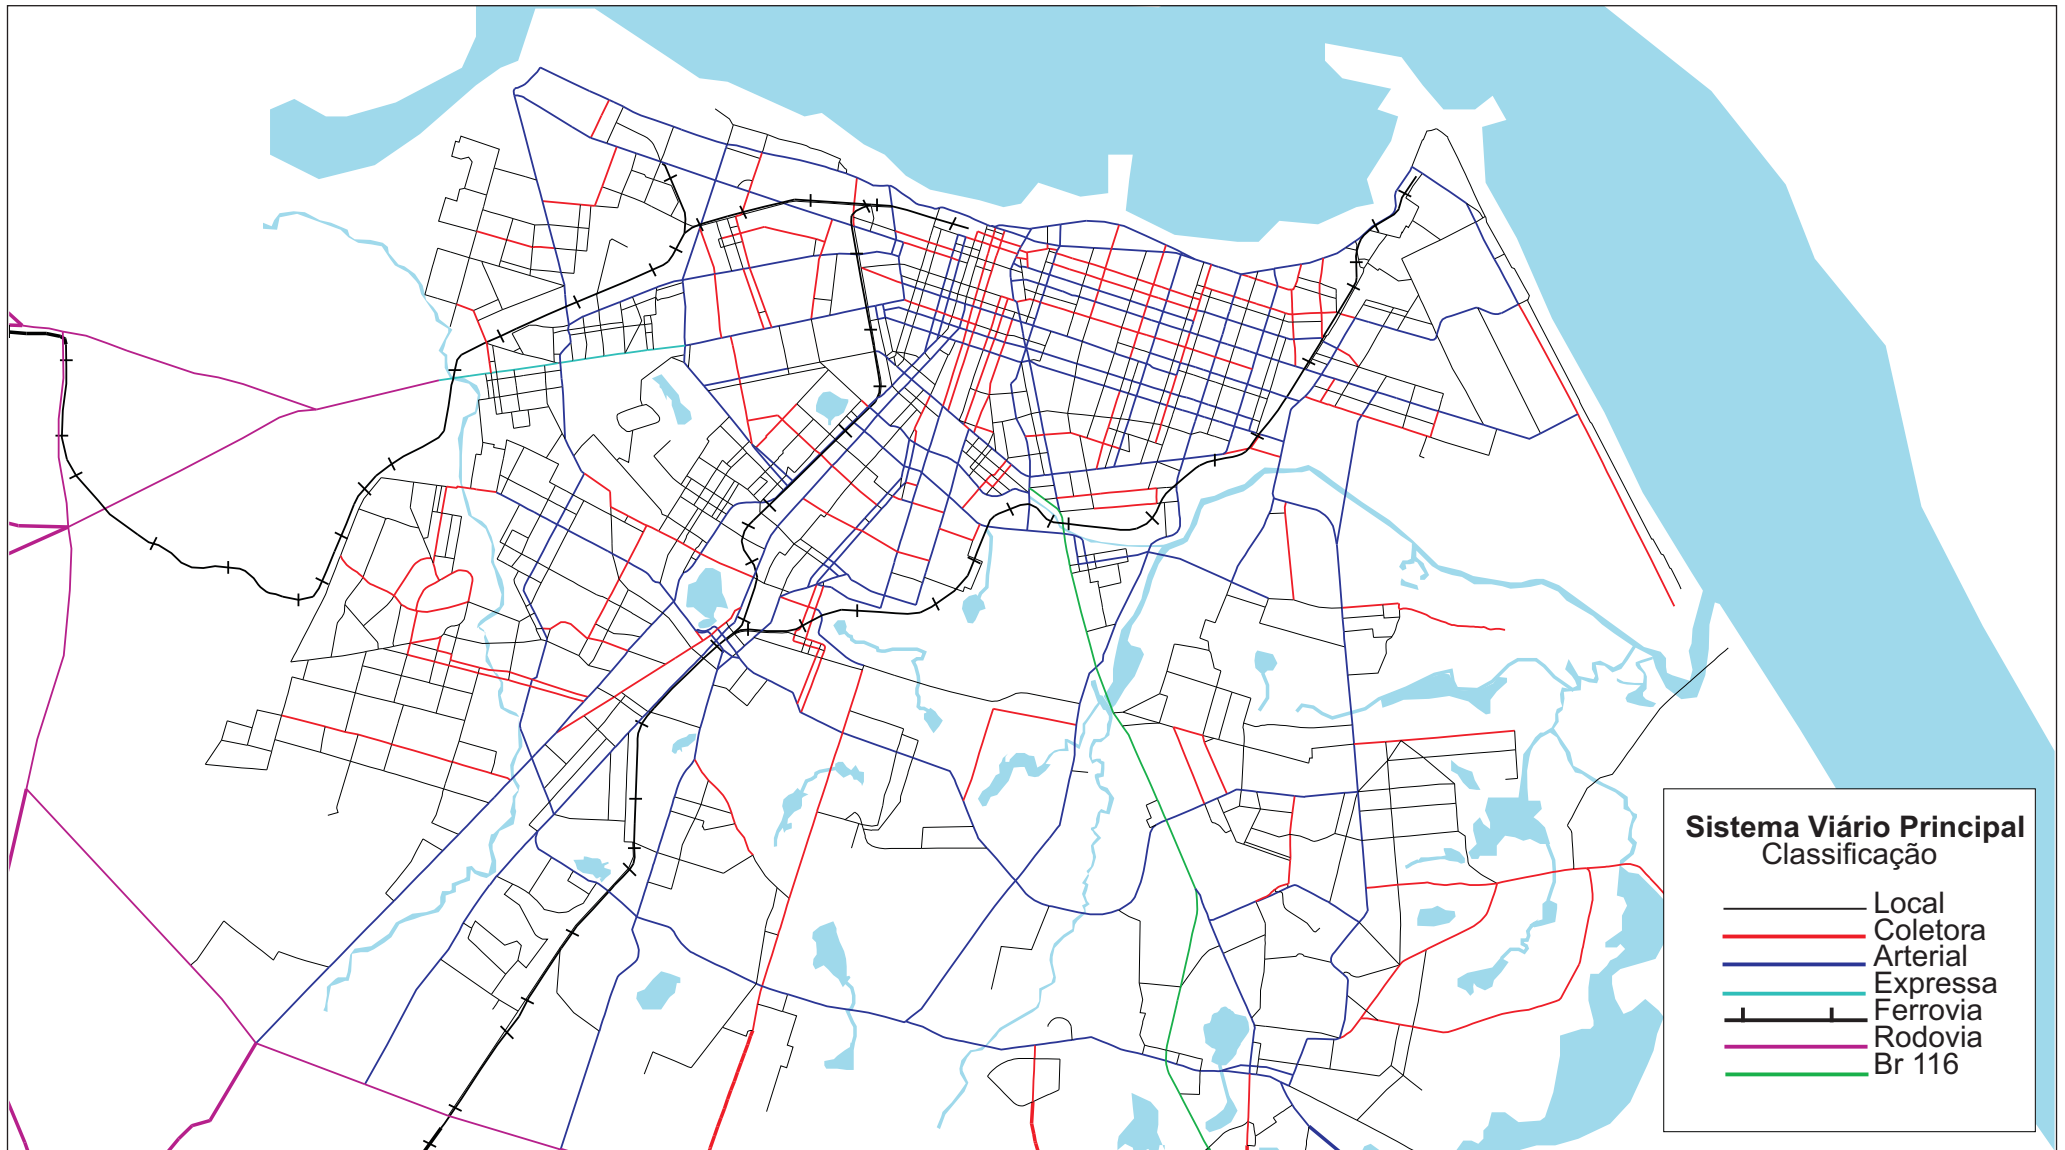 Sistema Viário Principal
Classificação
Local
Coletora
Arterial
Expressa
Ferrovia
Rodovia
Br 116